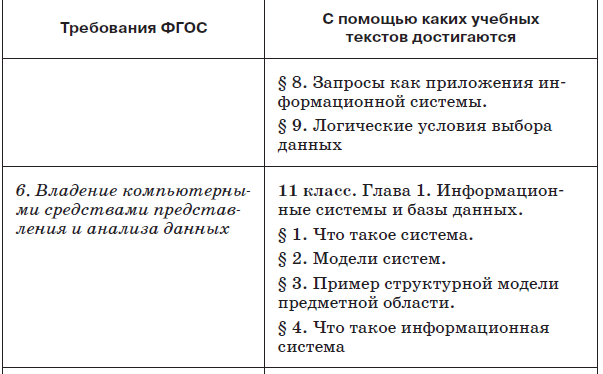 Требования ФГОС
С помощью каких учебных
текстов достигаются
§ 8. Запросы как приложения ин-
формационной системы.
§ 9. Логические условия выбора
данных
6. Владение компьютерны-
ми средствами представ-
ления и анализа данных
11 класс. Глава 1. Информацион-
ные системы и базы данных.
§ 1. Что такое система.
§ 2. Модели систем.
§ 3. Пример структурной модели
предметной области.
§ 4. Что такое информационная
система